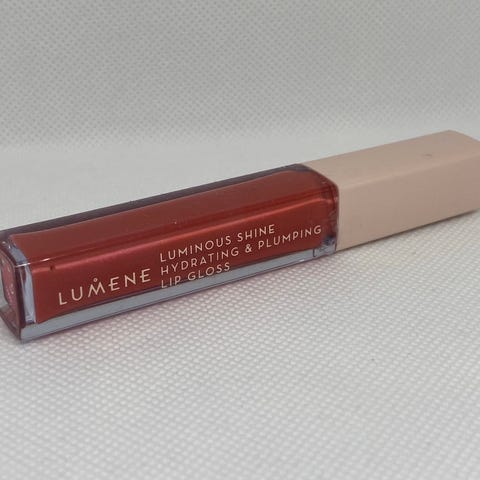 LUMENE
LUMINOUS SHINE
HYDRATING & PLUMPING
LIP GLOSS